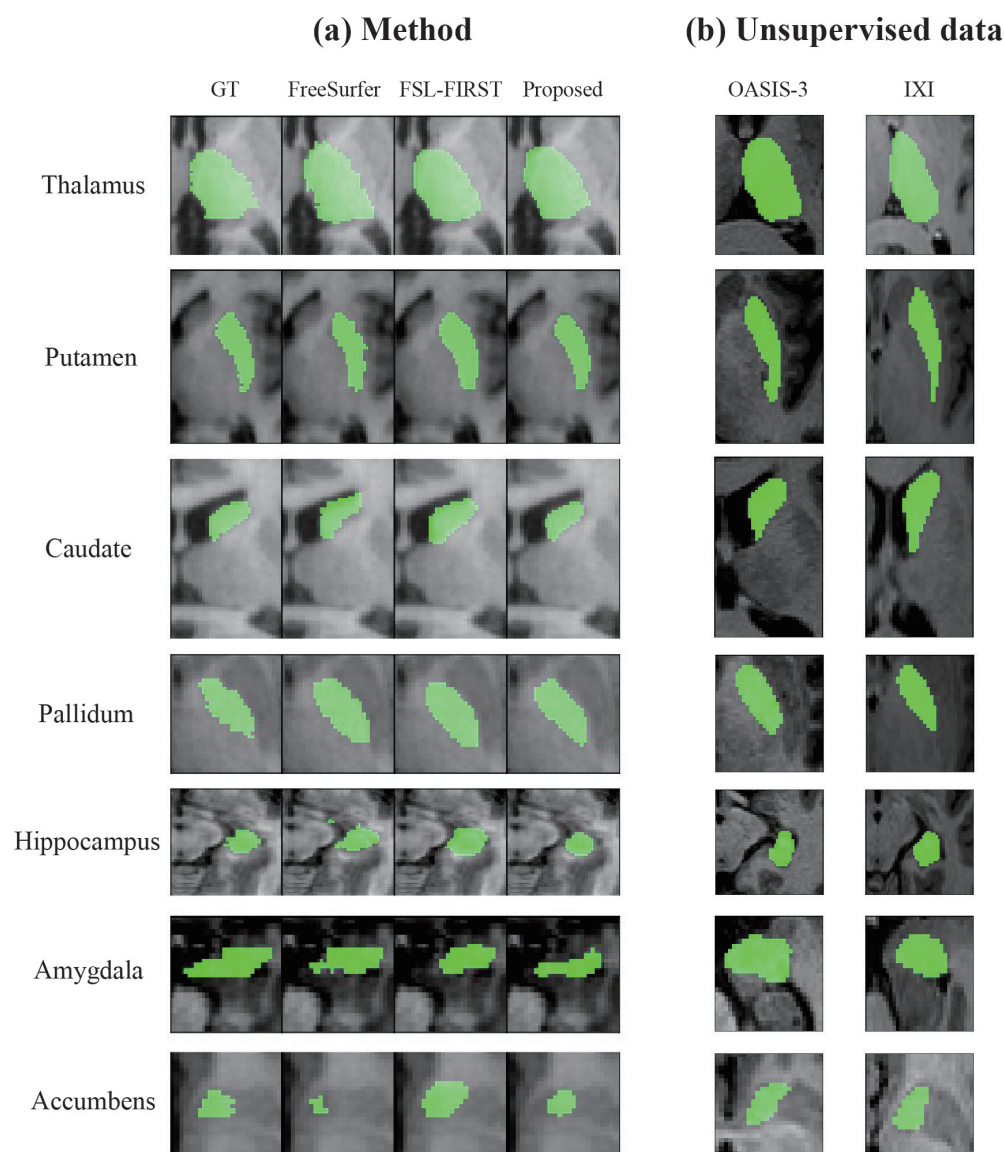 (a) Method (b) Unsupervised data
GT FreeSurfer FSL-FIRST Proposed OASIS-3 IXI
Thalamus
Putamen
Caudate
Pallidum
Hippocampus
Amygdala
Accumbens